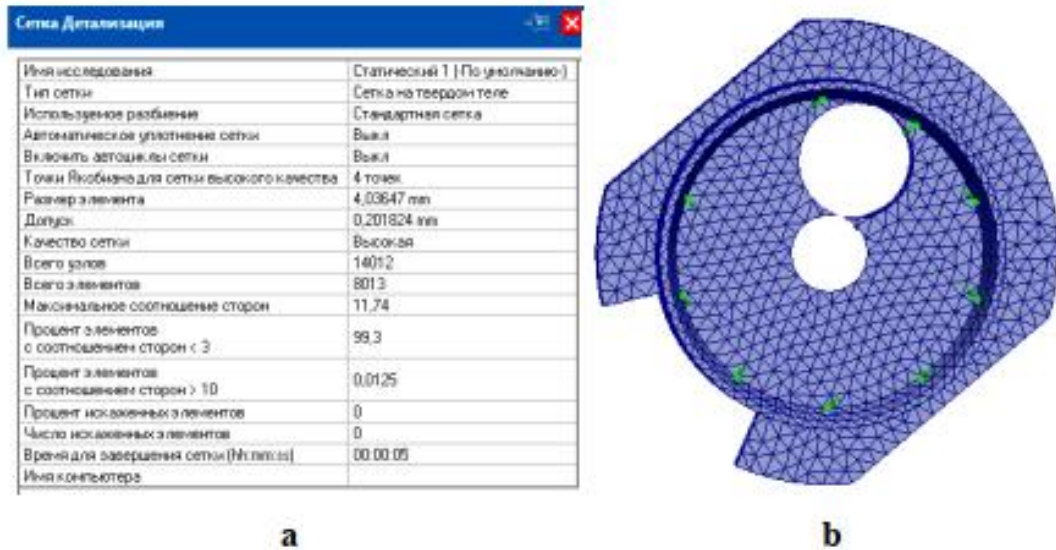 Сетка Детализация
Имя исследования Статический 1 (-По умолчанию-)
Тип сетки Сетка на твердом теле
Используемое разбиение Стандартная сетка
Автоматическое уплотнение сетки Выкл
Включить автоциклы сетки Выкл
Точки Якобиана для сетки высокого качества 4 точек
Размер элемента 4,03647 mm
Допуск 0,201824 mm
Качество сетки Высокая
Всего узлов 14012
Всего элементов 8013
Максимальное соотношение сторон 11,74
Процент элементов
с соотношением сторон < 3 99,3
Процент элементов
с соотношением сторон > 10 0,0125
Процент искаженных элементов 0
Число искаженных элементов 0
Время для завершения сетки (hh:mm:ss) 00:00:05
Имя компьютера
a
b